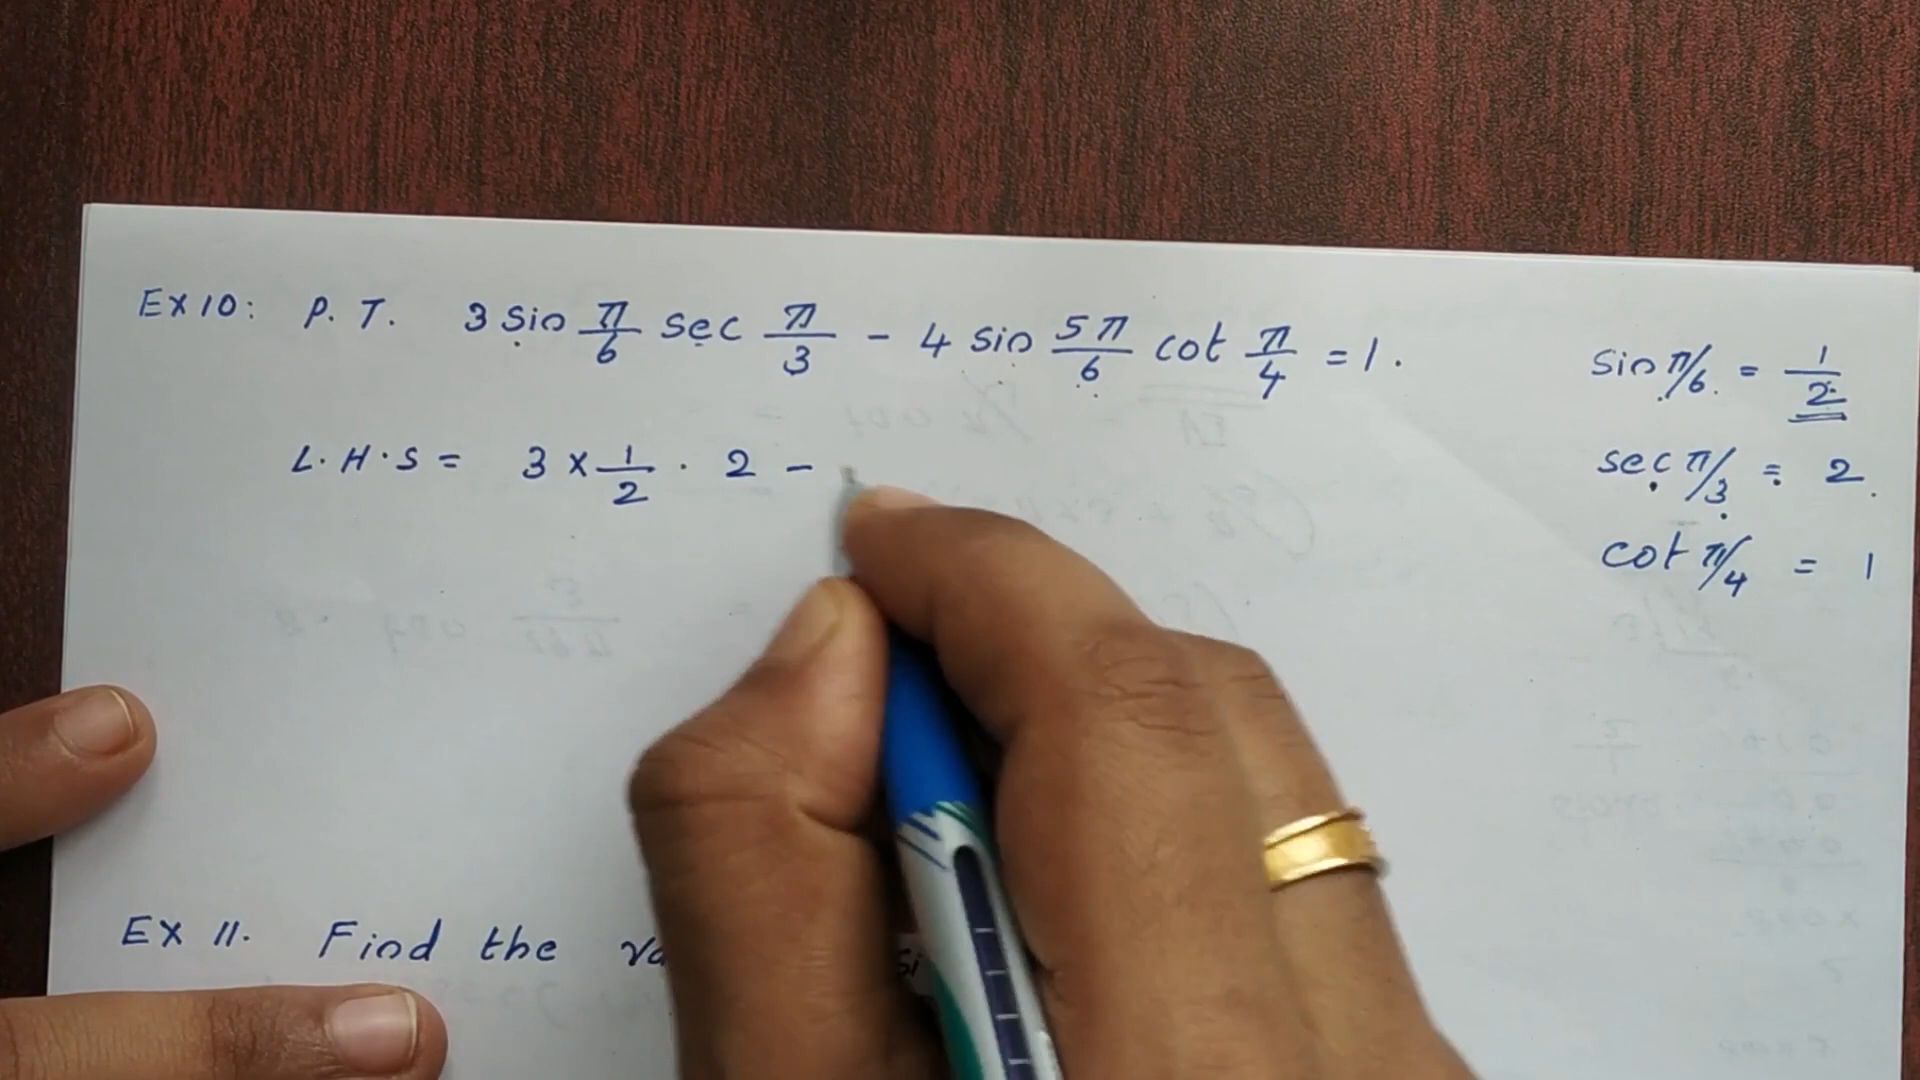 Ex 10: P. T. 3 sin π/6 sec π/3 - 4 sin 5π/6 cot π/4 = 1.
L.H.S = 3 × 1/2 . 2 -
sin π/6 = 1/2
sec π/3 = 2
cot π/4 = 1
EX 11. Find the